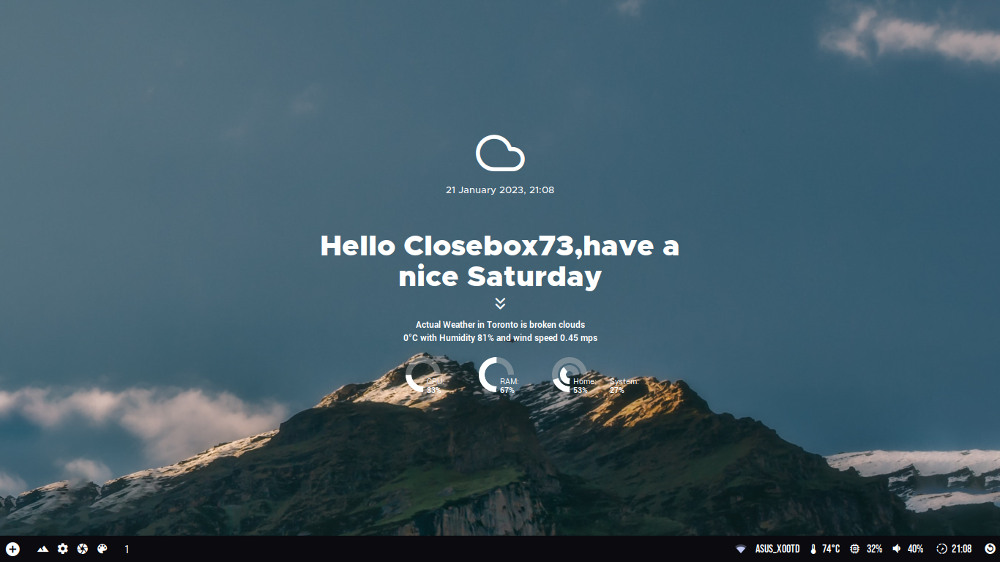 21 January 2023, 21:08
Hello Closebox73,have a
nice Saturday
Actual Weather in Toronto is broken clouds
0°C with Humidity 81% and wind speed 0.45 mps
RAM: Home: System:
67% 53% 27%
1 ASUS_X00TD 74°C 32% 40% 21:08